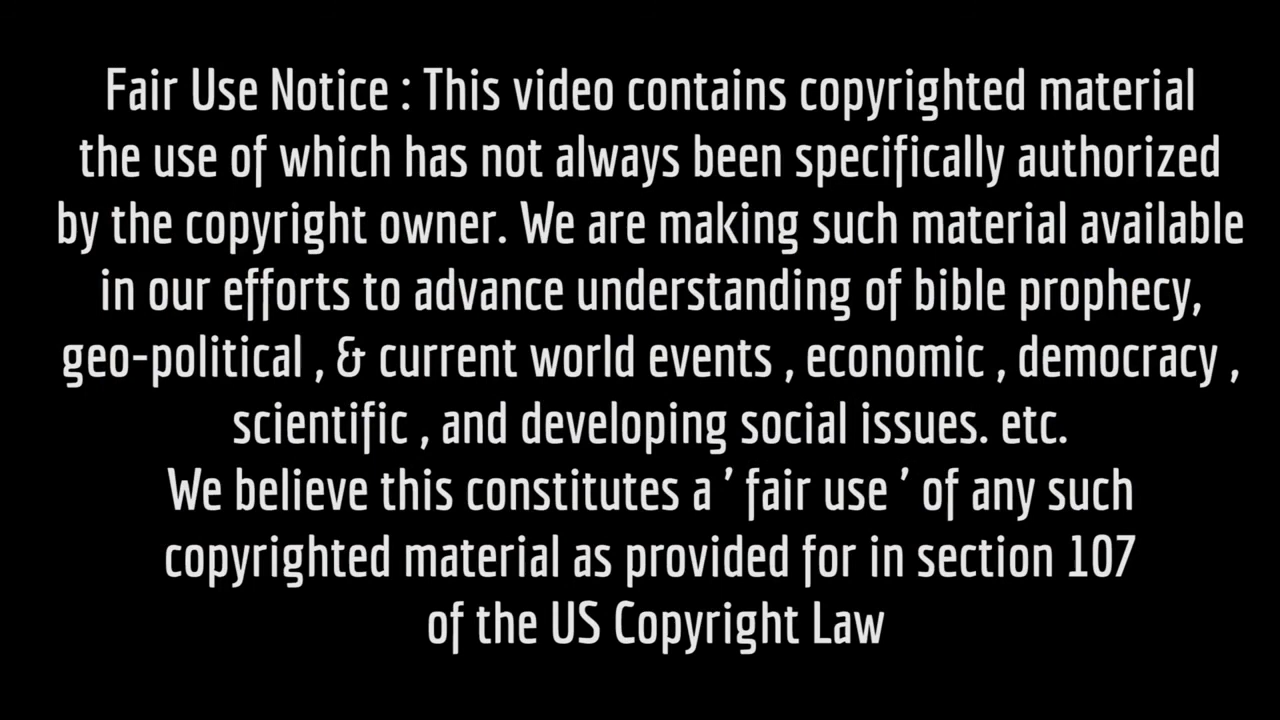 Fair Use Notice : This video contains copyrighted material
the use of which has not always been specifically authorized
by the copyright owner. We are making such material available
in our efforts to advance understanding of bible prophecy,
geo-political , & current world events , economic , democracy ,
scientific , and developing social issues. etc.
We believe this constitutes a ’ fair use ’ of any such
copyrighted material as provided for in section 107
of the US Copyright Law